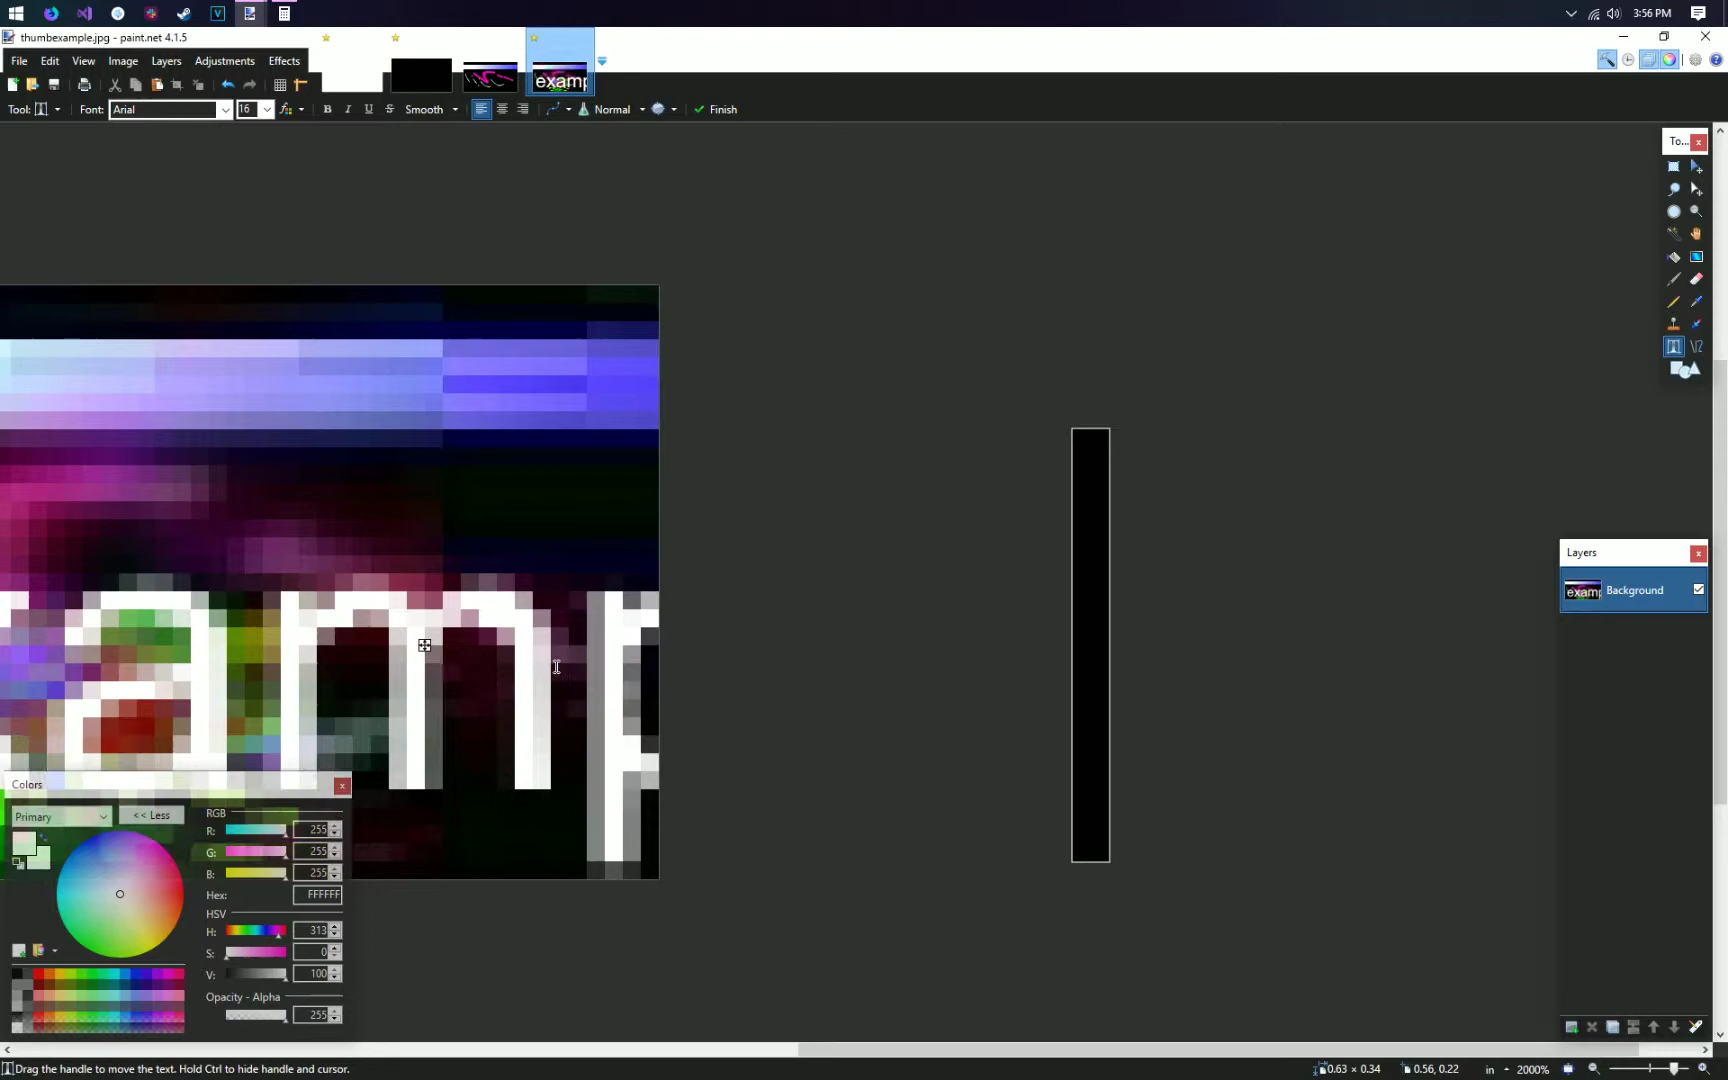 3:56 PM
thumbexample.jpg - paint.net 4.1.5
File Edit View Image Layers Adjustments Effects
examp
Tool: Font: Arial 16 B I U S Smooth Normal Finish
To...
amp
Layers
examp Background
Colors
Primary << Less
RGB
R: 255
G: 255
B: 255
Hex: FFFFFF
HSV
H: 313
S: 0
V: 100
Opacity - Alpha
255
Drag the handle to move the text. Hold Ctrl to hide handle and cursor. 0.63 × 0.34 0.56, 0.22 in 2000%